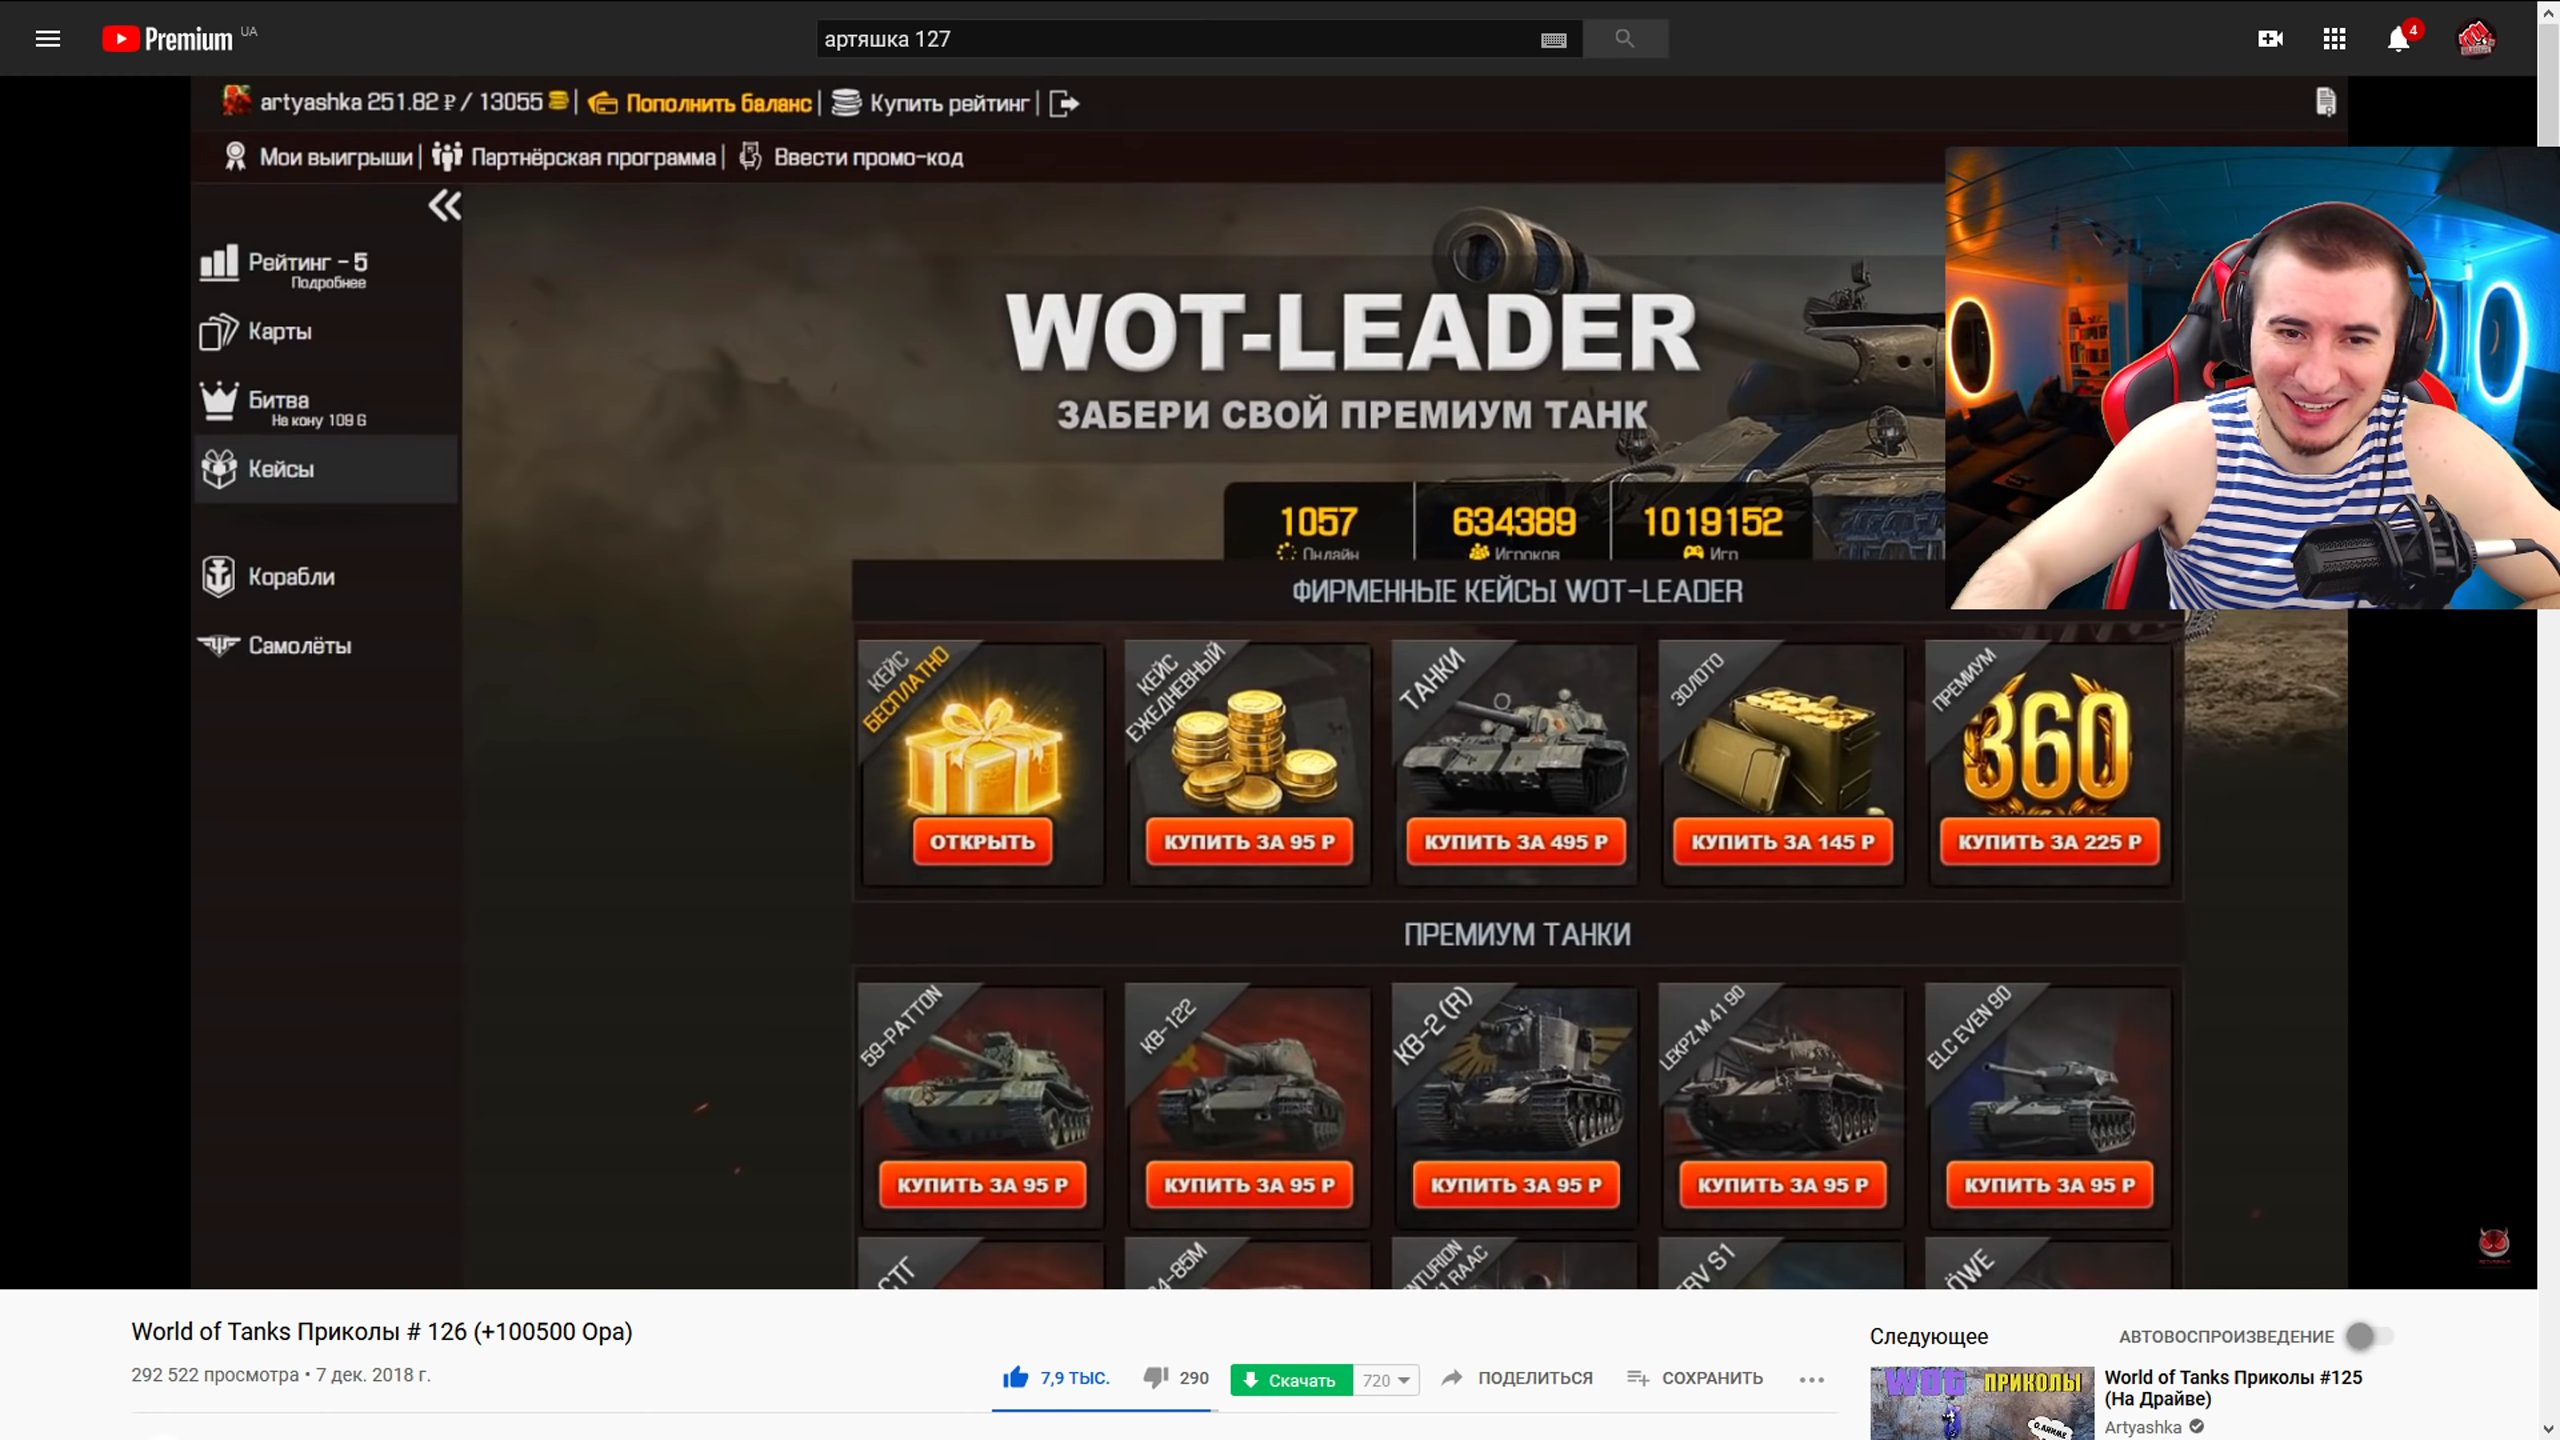 Premium UA
артяшка 127
4
artyashka 251.82 ₽ / 13055 | Пополнить баланс | Купить рейтинг |
Мои выигрыши | Партнёрская программа | Ввести промо-код
Рейтинг - 5
Подробнее
Карты
Битва
На кону 109 Б
Кейсы
Корабли
Самолёты
WOT-LEADER
ЗАБЕРИ СВОЙ ПРЕМИУМ ТАНК
1057 634389 1019152
Онлайн Игроков Игр
ФИРМЕННЫЕ КЕЙСЫ WOT-LEADER
КЕЙС БЕСПЛАТНО
КЕЙС ЕЖЕДНЕВНЫЙ
ТАНКИ
ЗОЛОТО
ПРЕМИУМ
360
ОТКРЫТЬ
КУПИТЬ ЗА 95 Р
КУПИТЬ ЗА 495 Р
КУПИТЬ ЗА 145 Р
КУПИТЬ ЗА 225 Р
ПРЕМИУМ ТАНКИ
59-PATTON
КВ-122
КВ-2 (R)
LEKPZ M 41 90
ELC EVEN 90
КУПИТЬ ЗА 95 Р
КУПИТЬ ЗА 95 Р
КУПИТЬ ЗА 95 Р
КУПИТЬ ЗА 95 Р
КУПИТЬ ЗА 95 Р
World of Tanks Приколы # 126 (+100500 Ора)
292 522 просмотра • 7 дек. 2018 г.
7,9 ТЫС. 290 Скачать 720 ПОДЕЛИТЬСЯ СОХРАНИТЬ
Следующее АВТОВОСПРОИЗВЕДЕНИЕ
WOT ПРИКОЛЫ
World of Tanks Приколы #125
(На Драйве)
Artyashka